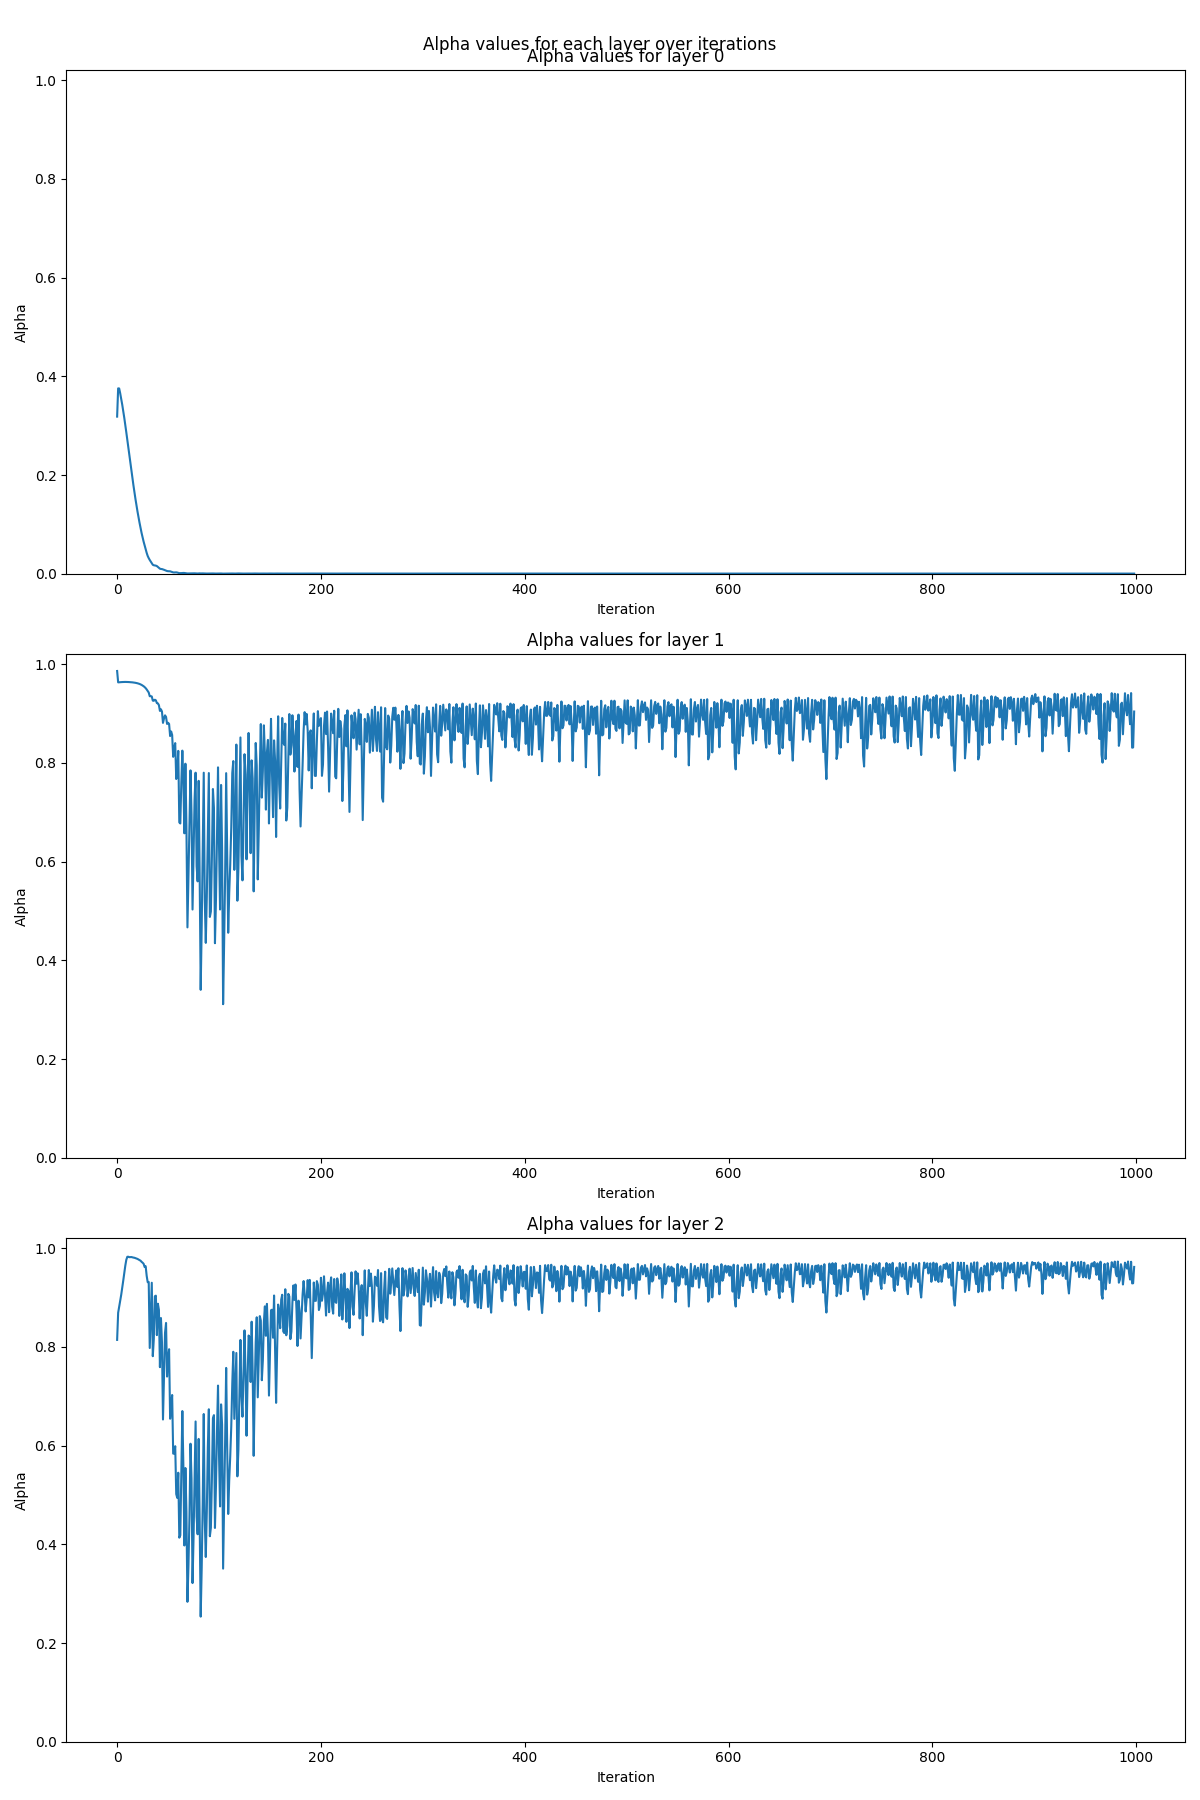 Alpha values for each layer over iterations
Alpha values for layer 0
1.0
0.8
0.6
0.4
0.2
0.0
Alpha
0 200 400 600 800 1000
Iteration
Alpha values for layer 1
1.0
0.8
0.6
0.4
0.2
0.0
Alpha
0 200 400 600 800 1000
Iteration
Alpha values for layer 2
1.0
0.8
0.6
0.4
0.2
0.0
Alpha
0 200 400 600 800 1000
Iteration